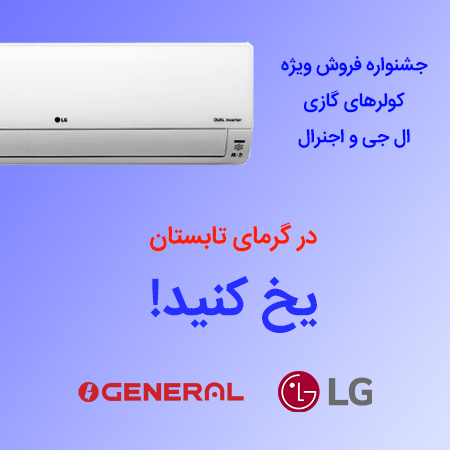 جشنواره فروش ویژه
کولرهای گازی
ال جی و اجنرال
LG
DUAL Inverter
در گرمای تابستان
یخ کنید!
GENERAL
LG